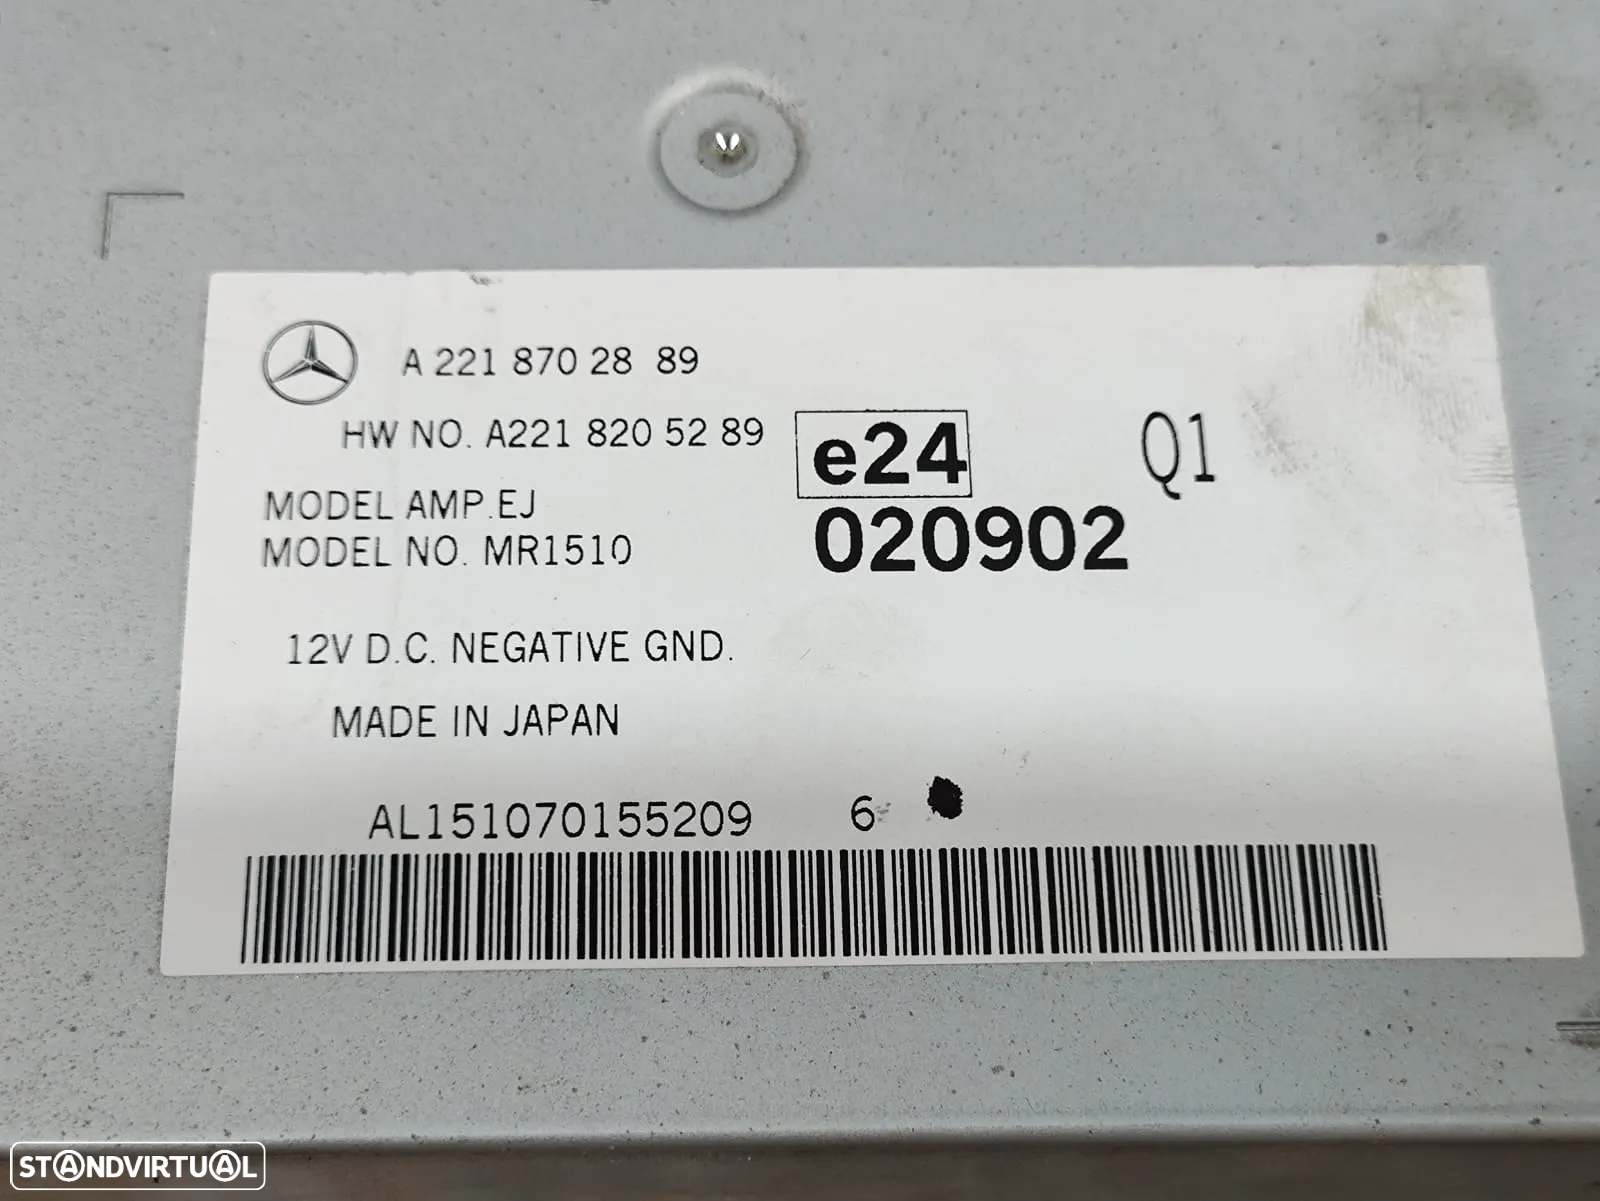 A 221 870 28 89
HW NO. A221 820 52 89
e24
Q1
MODEL AMP.EJ
020902
MODEL NO. MR1510
12V D.C. NEGATIVE GND.
MADE IN JAPAN
AL151070155209 6
STANDVIRTUAL